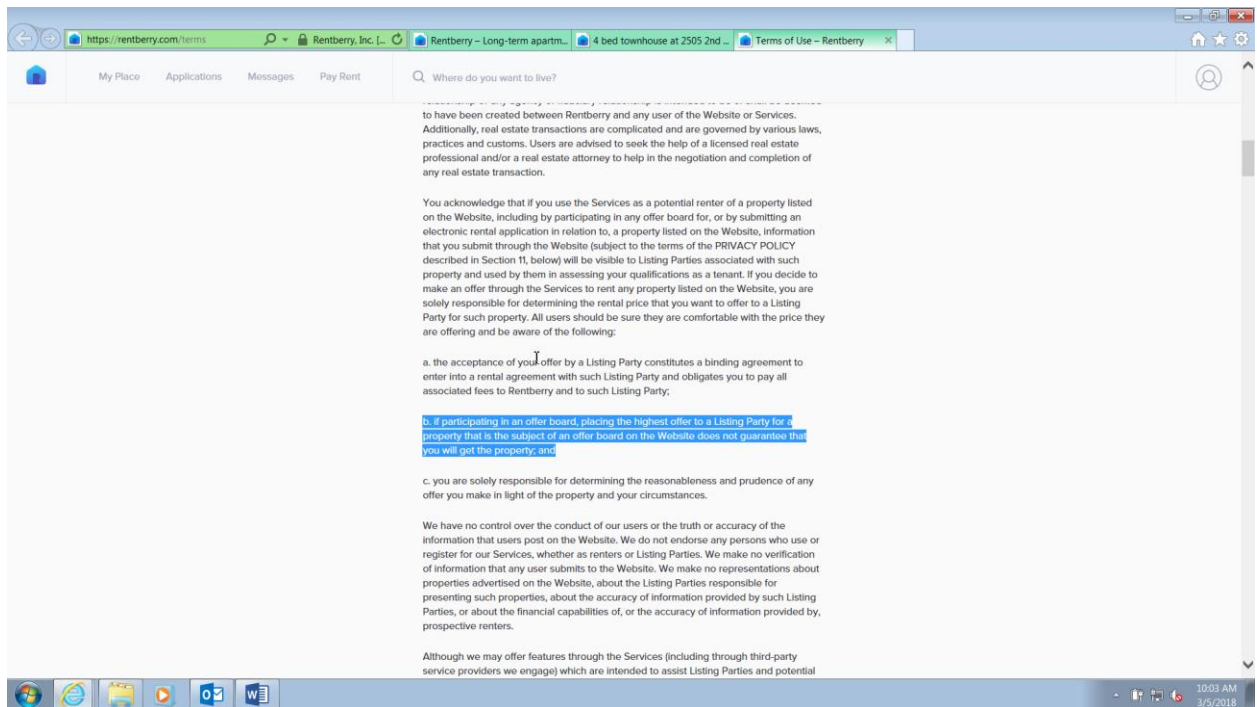 https://rentberry.com/terms
Rentberry, Inc. [...
Rentberry – Long-term apartm...
4 bed townhouse at 2505 2nd ...
Terms of Use – Rentberry
My Place
Applications
Messages
Pay Rent
Where do you want to live?
to have been created between Rentberry and any user of the Website or Services.
Additionally, real estate transactions are complicated and are governed by various laws,
practices and customs. Users are advised to seek the help of a licensed real estate
professional and/or a real estate attorney to help in the negotiation and completion of
any real estate transaction.
You acknowledge that if you use the Services as a potential renter of a property listed
on the Website, including by participating in any offer board for, or by submitting an
electronic rental application in relation to, a property listed on the Website, information
that you submit through the Website (subject to the terms of the PRIVACY POLICY
described in Section 11, below) will be visible to Listing Parties associated with such
property and used by them in assessing your qualifications as a tenant. If you decide to
make an offer through the Services to rent any property listed on the Website, you are
solely responsible for determining the rental price that you want to offer to a Listing
Party for such property. All users should be sure they are comfortable with the price they
are offering and be aware of the following:
a. the acceptance of your offer by a Listing Party constitutes a binding agreement to
enter into a rental agreement with such Listing Party and obligates you to pay all
associated fees to Rentberry and to such Listing Party;
b. if participating in an offer board, placing the highest offer to a Listing Party for a
property that is the subject of an offer board on the Website does not guarantee that
you will get the property; and
c. you are solely responsible for determining the reasonableness and prudence of any
offer you make in light of the property and your circumstances.
We have no control over the conduct of our users or the truth or accuracy of the
information that users post on the Website. We do not endorse any persons who use or
register for our Services, whether as renters or Listing Parties. We make no verification
of information that any user submits to the Website. We make no representations about
properties advertised on the Website, about the Listing Parties responsible for
presenting such properties, about the accuracy of information provided by such Listing
Parties, or about the financial capabilities of, or the accuracy of information provided by,
prospective renters.
Although we may offer features through the Services (including through third-party
service providers we engage) which are intended to assist Listing Parties and potential
10:03 AM
3/5/2018